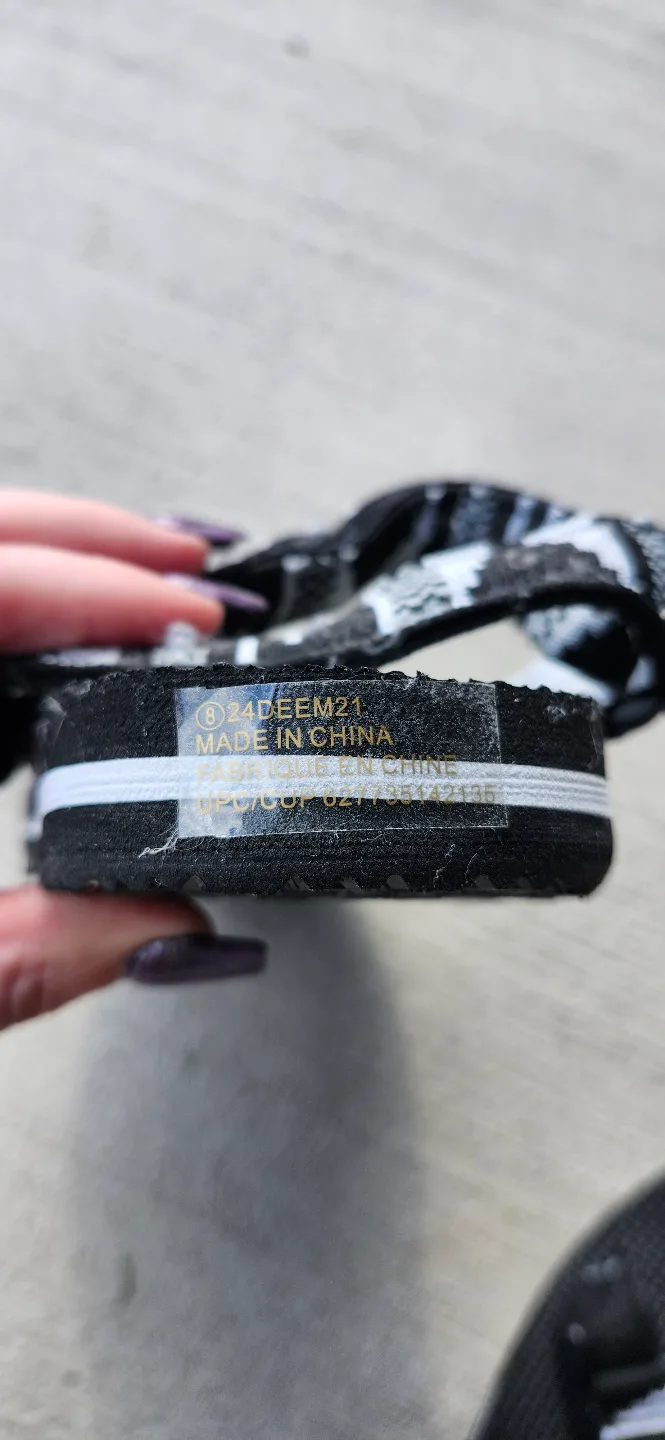 ⑧24DEEM21
MADE IN CHINA
FABRIQUE EN CHINE
UPC/CUP 627735142135